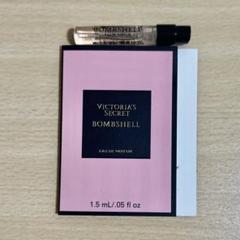 VICTORIA'S
SECRET
BOMBSHELL
EAU DE PARFUM
1.5 mL/.05 fl oz